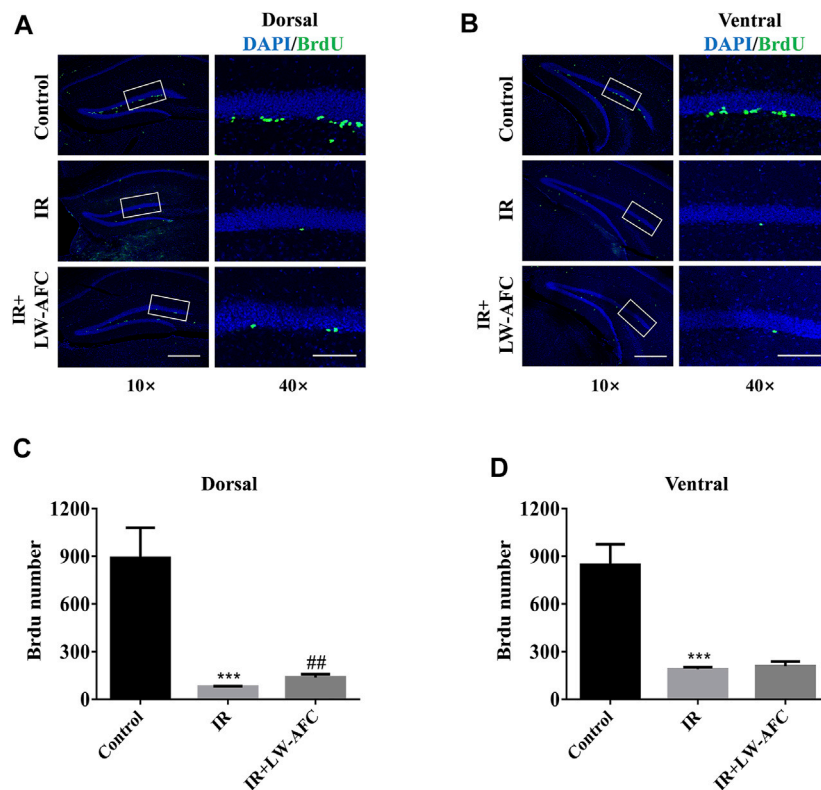 A
Dorsal
DAPI/BrdU
Control
IR
IR+
LW-AFC
10×
40×
B
Ventral
DAPI/BrdU
Control
IR
IR+
LW-AFC
10×
40×
C
Dorsal
Brdu number
1200
900
600
300
0
***
##
Control
IR
IR+LW-AFC
D
Ventral
Brdu number
1200
900
600
300
0
***
Control
IR
IR+LW-AFC